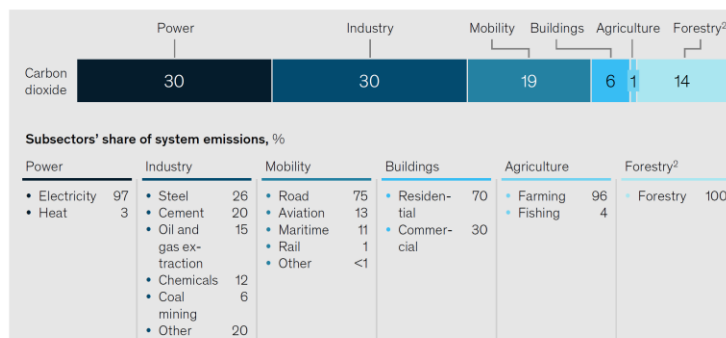 Power Industry Mobility Buildings Agriculture Forestry²
Carbon
dioxide
30 30 19 6 1 14
Subsectors' share of system emissions, %
Power
• Electricity 97
• Heat 3
Industry
• Steel 26
• Cement 20
• Oil and 15
gas ex-
traction
• Chemicals 12
• Coal 6
mining
• Other 20
Mobility
• Road 75
• Aviation 13
• Maritime 11
• Rail 1
• Other <1
Buildings
• Residen- 70
tial
• Commer- 30
cial
Agriculture
• Farming 96
• Fishing 4
Forestry²
• Forestry 100